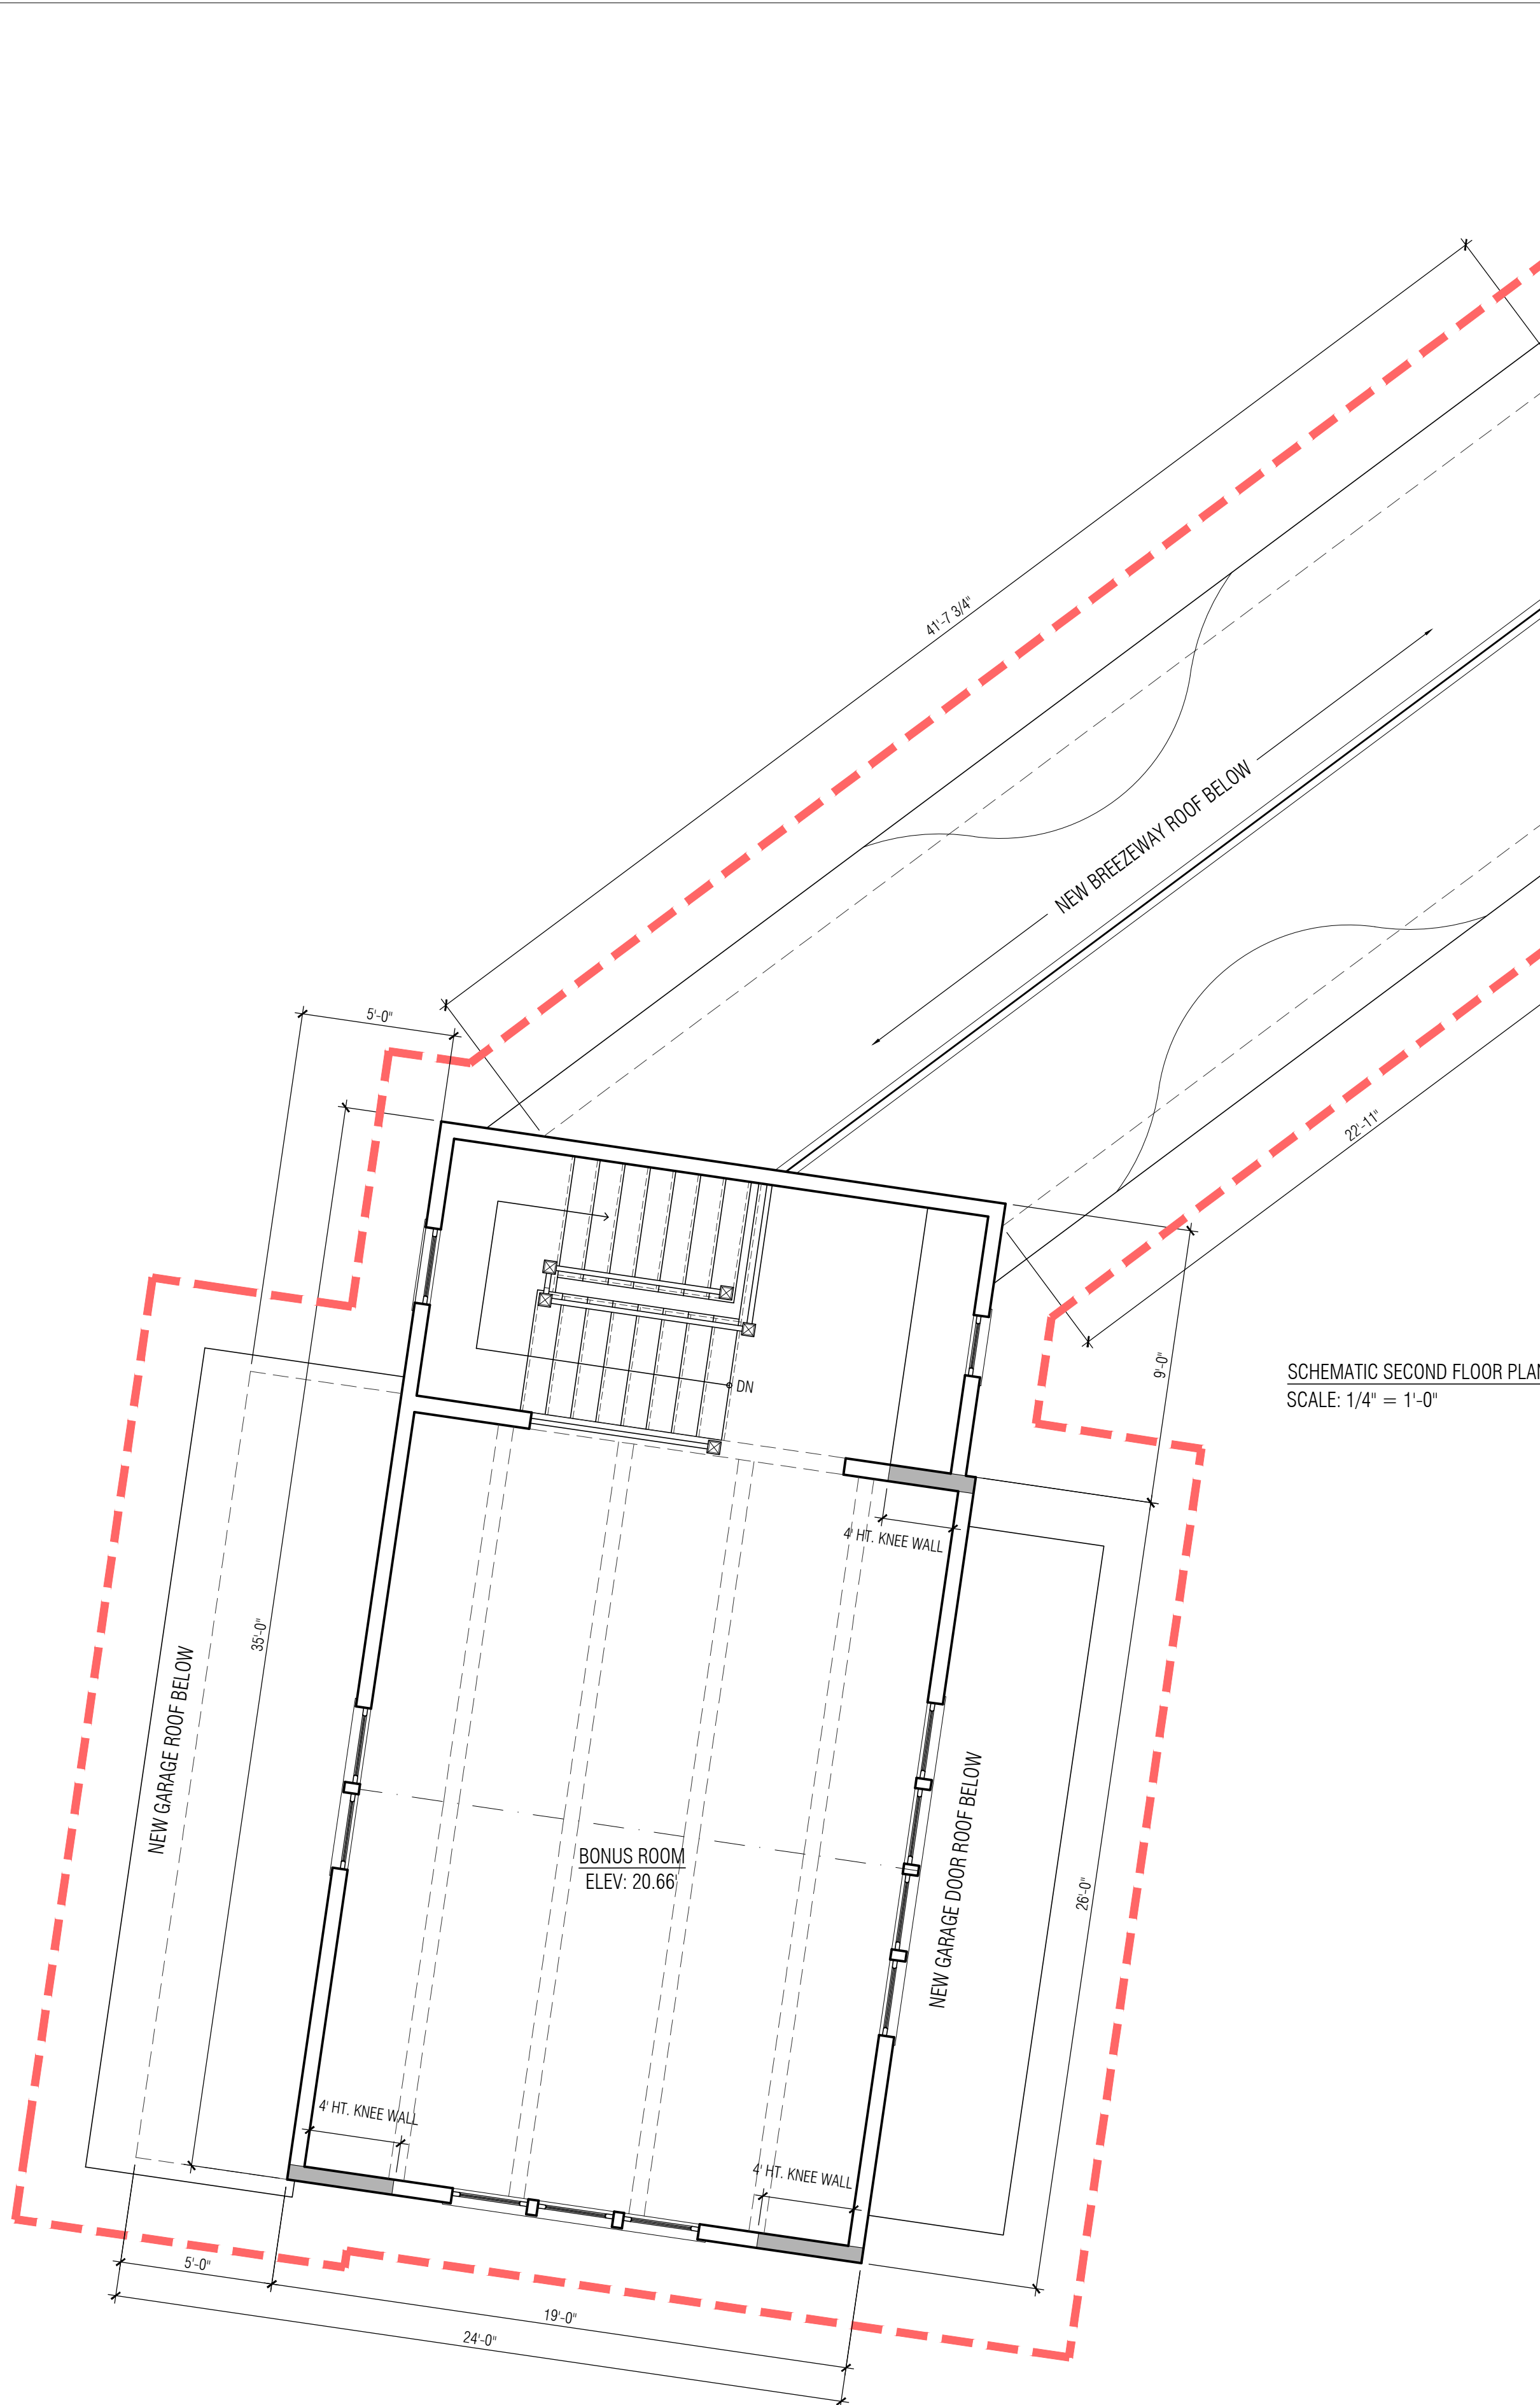 41'-7 3/4"
NEW BREEZEWAY ROOF BELOW
5'-0"
22'-11"
9'-0"
SCHEMATIC SECOND FLOOR PLAN
SCALE: 1/4" = 1'-0"
DN
4' HT. KNEE WALL
35'-0"
NEW GARAGE ROOF BELOW
NEW GARAGE DOOR ROOF BELOW
BONUS ROOM
ELEV: 20.66'
26'-0"
4' HT. KNEE WALL
4' HT. KNEE WALL
5'-0"
19'-0"
24'-0"